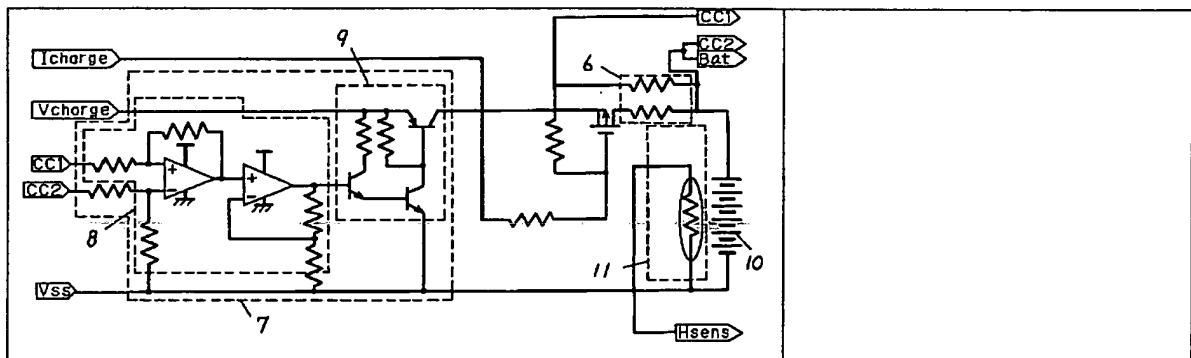 CC1
CC2
Bat
9
6
Icharge
Vcharge
CC1
CC2
+
-
+
-
8
11
10
Vss
7
Hsens